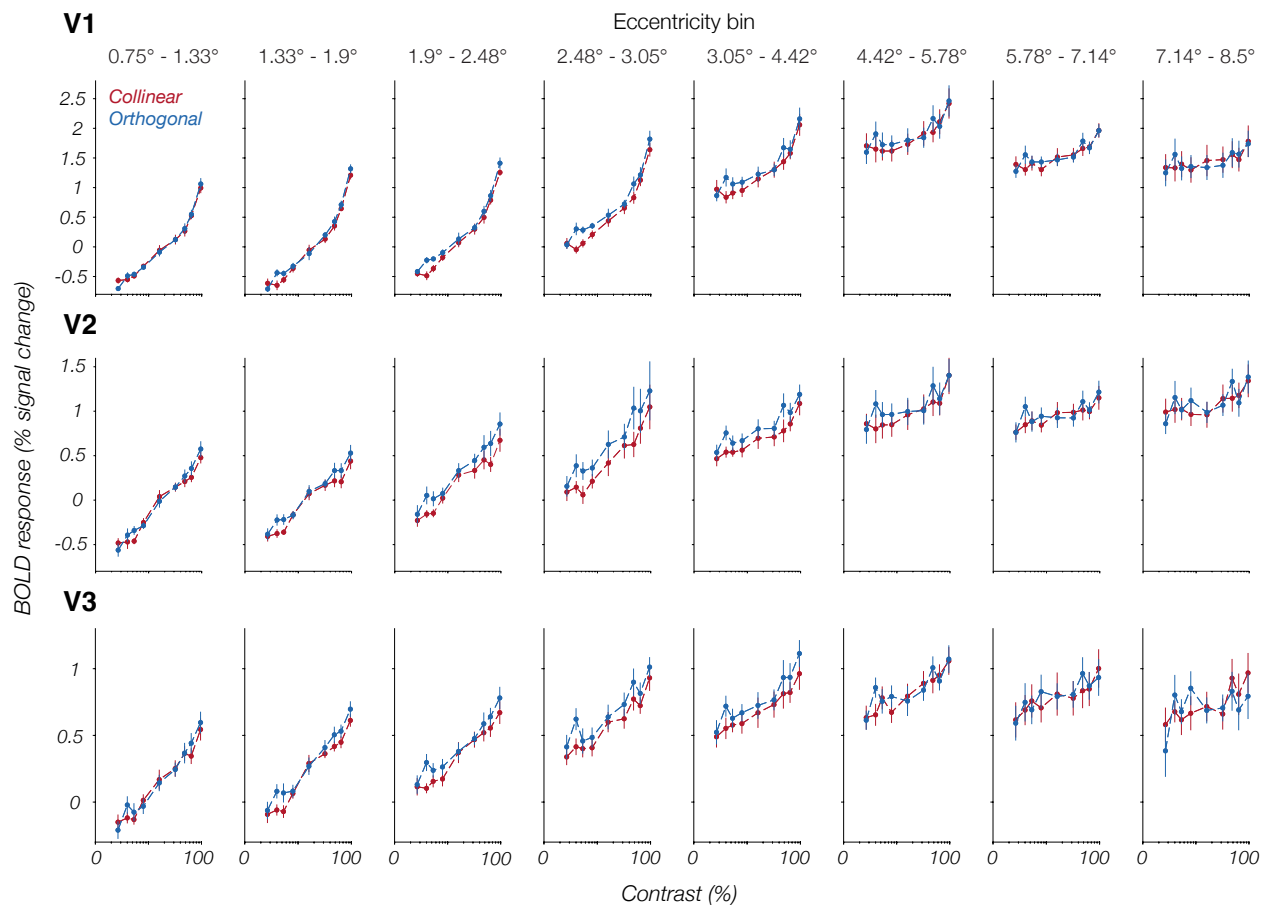 V1
Eccentricity bin
0.75° - 1.33°
1.33° - 1.9°
1.9° - 2.48°
2.48° - 3.05°
3.05° - 4.42°
4.42° - 5.78°
5.78° - 7.14°
7.14° - 8.5°
Collinear
Orthogonal
2.5
2
1.5
1
0.5
0
-0.5
V2
1.5
1
0.5
0
-0.5
BOLD response (% signal change)
V3
1
0.5
0
0 100
0 100
0 100
0 100
0 100
0 100
0 100
0 100
Contrast (%)